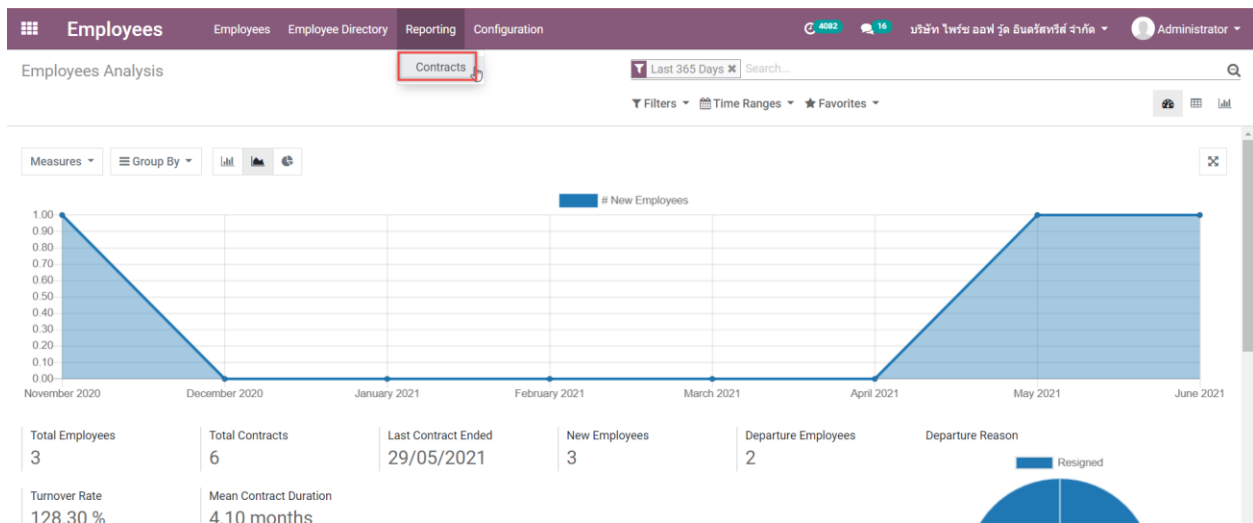 Employees Employees Employee Directory Reporting Configuration 4082 16 บริษัท ไพร์ซ ออฟ วู้ด อินดรัสทรีส์ จำกัด Administrator
Employees Analysis
Contracts
Last 365 Days Search...
Filters Time Ranges Favorites
Measures Group By
# New Employees
1.00
0.90
0.80
0.70
0.60
0.50
0.40
0.30
0.20
0.10
0.00
November 2020 December 2020 January 2021 February 2021 March 2021 April 2021 May 2021 June 2021
Total Employees Total Contracts Last Contract Ended New Employees Departure Employees Departure Reason
3 6 29/05/2021 3 2
Resigned
Turnover Rate Mean Contract Duration
128.30 % 4.10 months